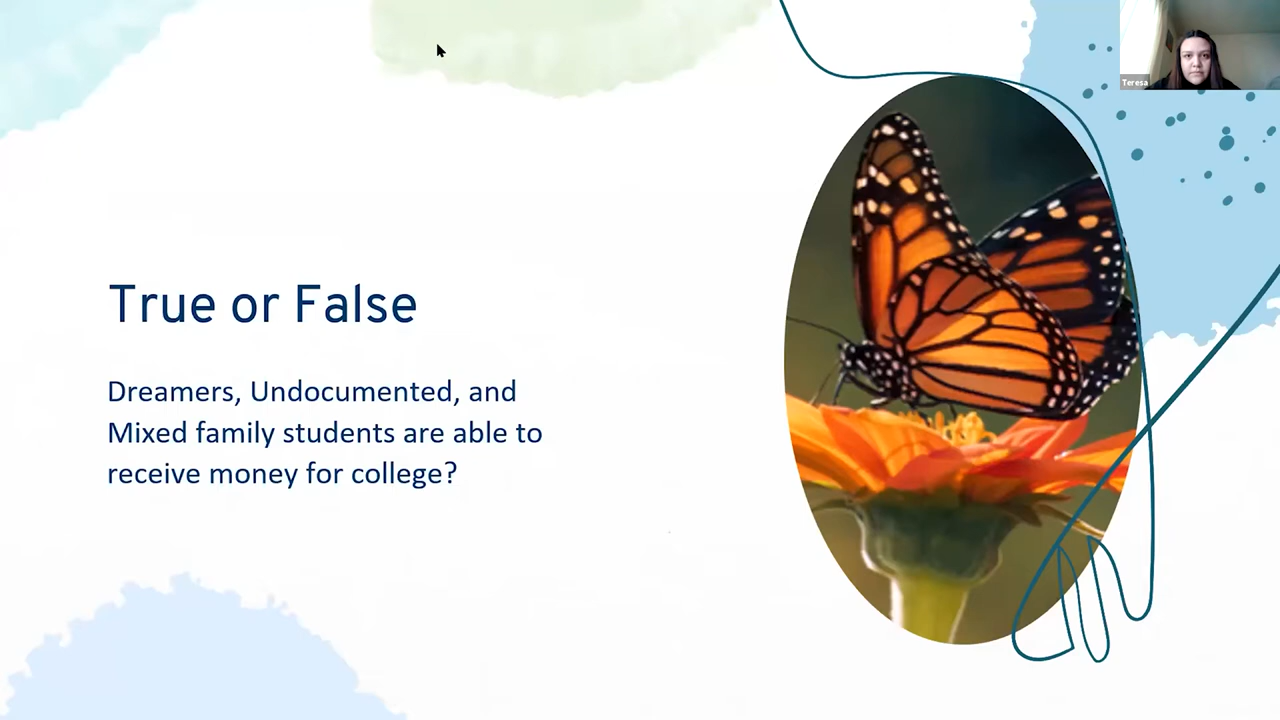 Teresa
True or False
Dreamers, Undocumented, and
Mixed family students are able to
receive money for college?